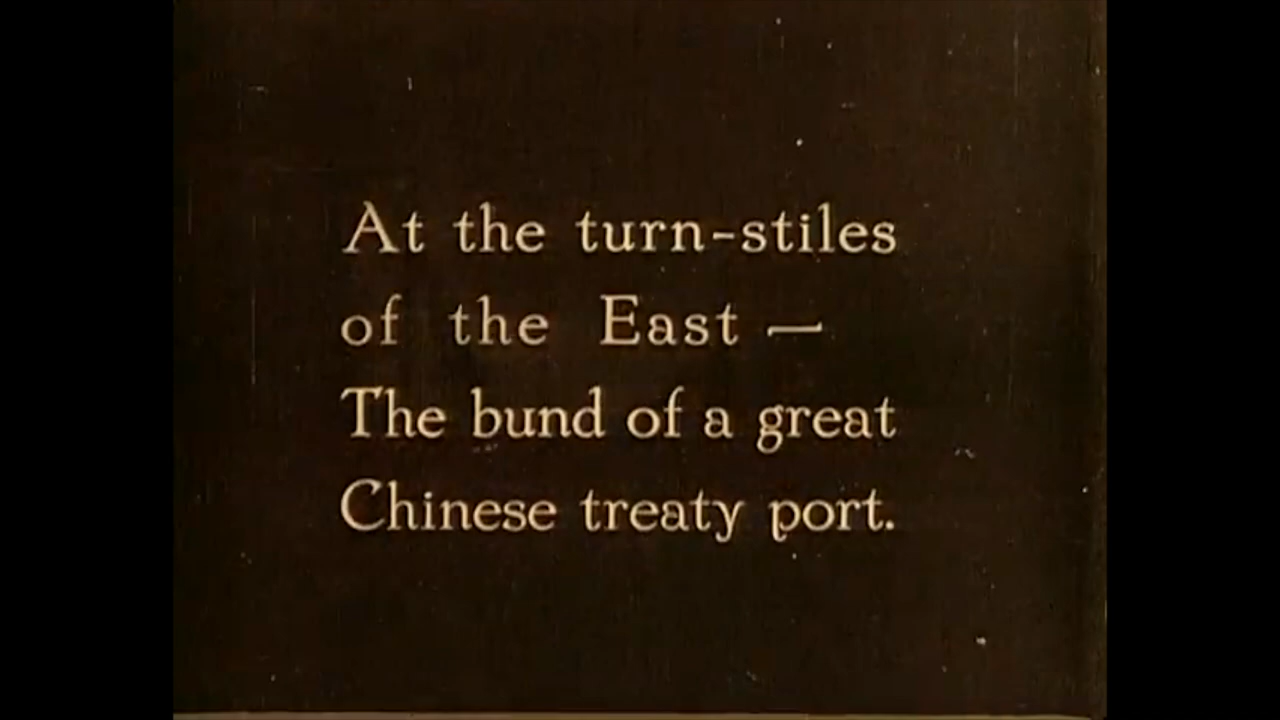 At the turn-stiles
of the East —
The bund of a great
Chinese treaty port.